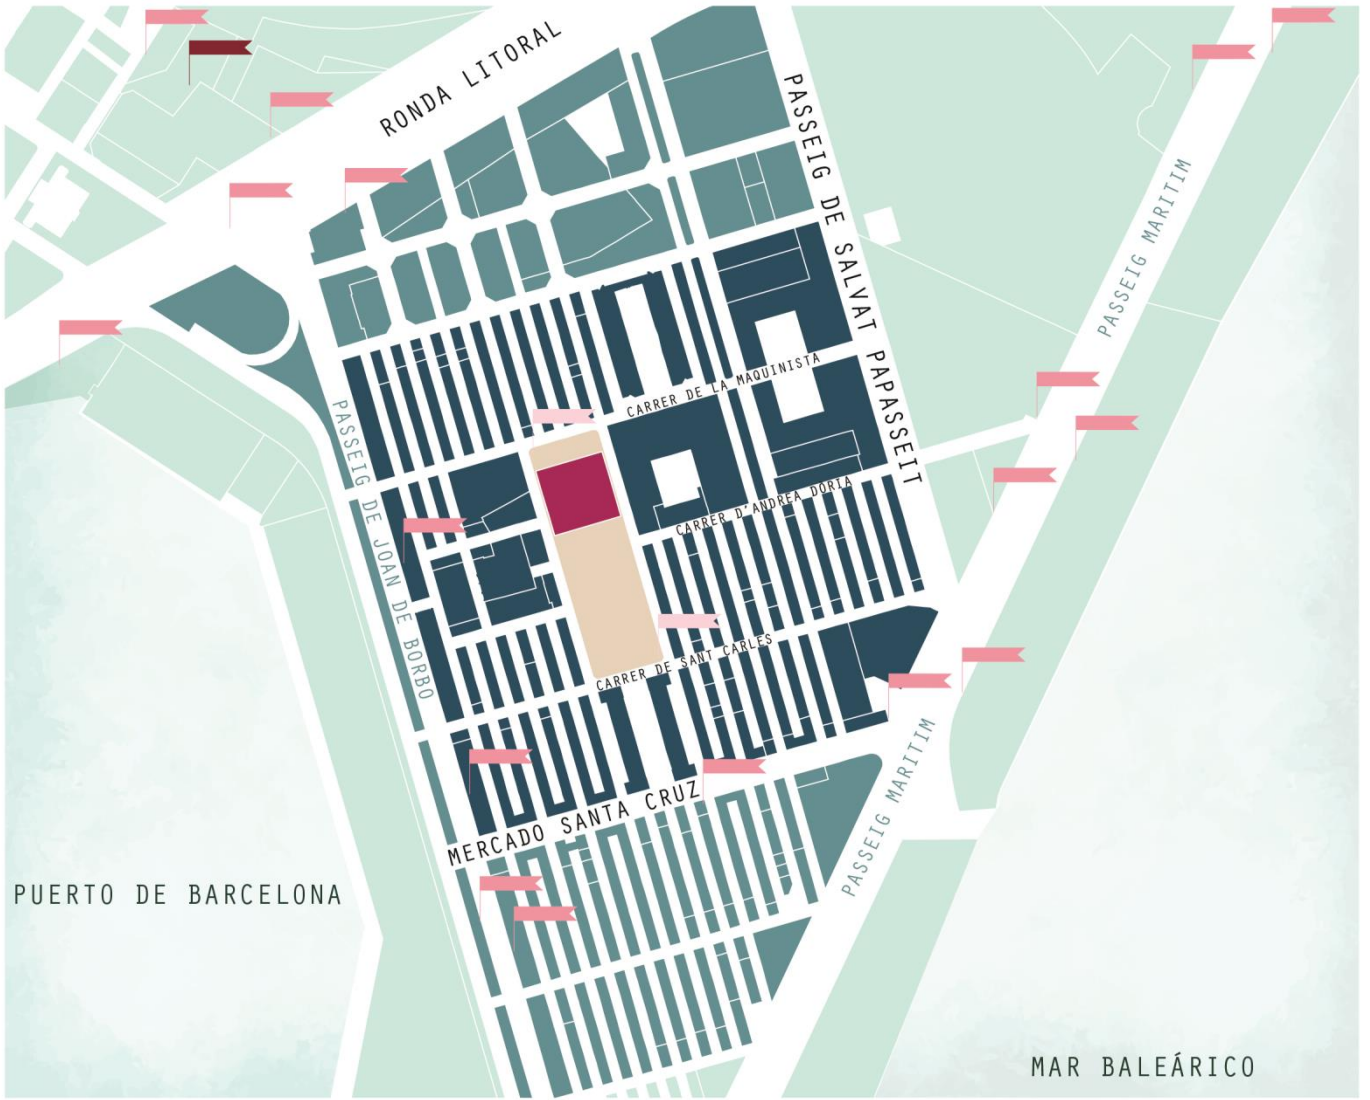 RONDA LITORAL
PASSEIG DE SALVAT PAPASSEIT
PASSEIG MARITIM
CARRER DE LA MAQUINISTA
PASSEIG DE JOAN DE BORBO
CARRER D'ANDREA DORIA
CARRER DE SANT CARLES
MERCADO SANTA CRUZ
PASSEIG MARITIM
PUERTO DE BARCELONA
MAR BALEÁRICO